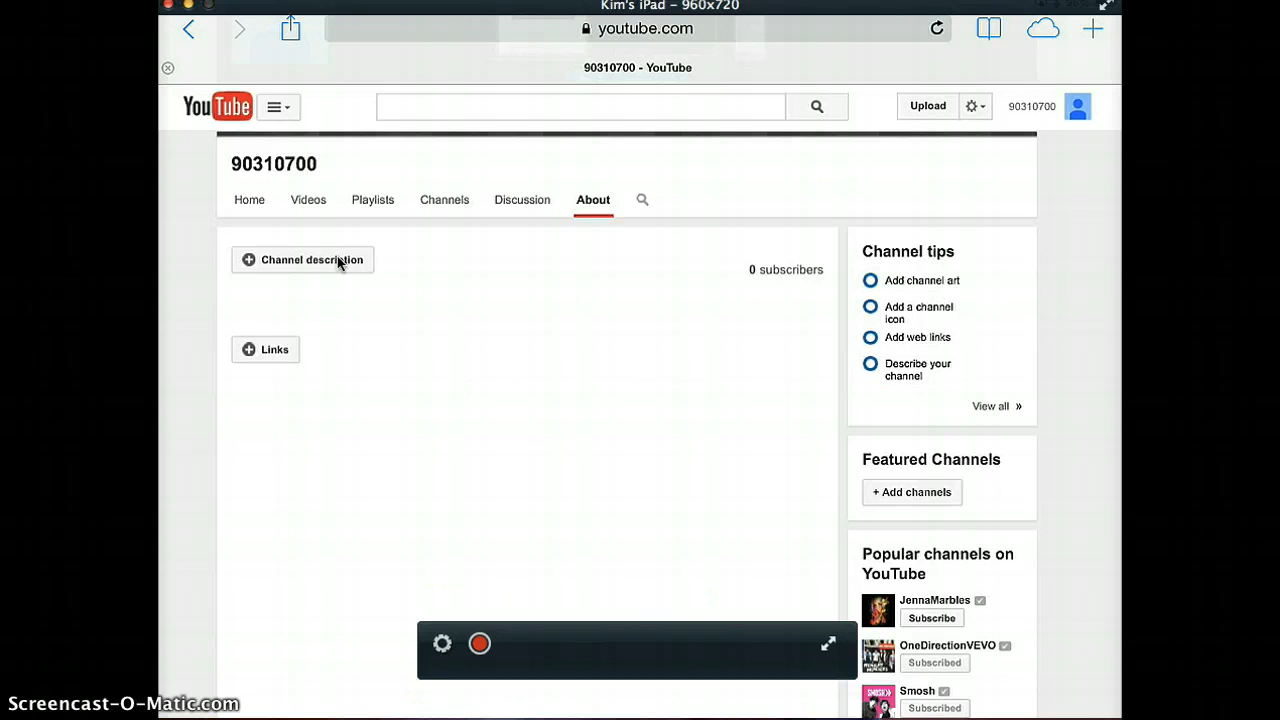 Kim's iPad – 960x720
youtube.com
90310700 - YouTube
YouTube
Upload
90310700
90310700
Home
Videos
Playlists
Channels
Discussion
About
Channel description
0 subscribers
Links
Channel tips
Add channel art
Add a channel
icon
Add web links
Describe your
channel
View all »
Featured Channels
+ Add channels
Popular channels on
YouTube
JennaMarbles
Subscribe
OneDirectionVEVO
Subscribed
Smosh
Subscribed
Screencast-O-Matic.com